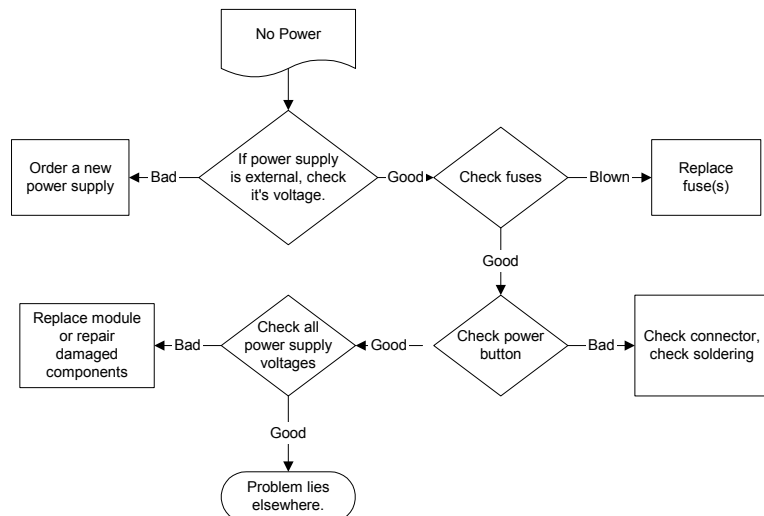 No Power
If power supply
is external, check
it's voltage.
Bad
Order a new
power supply
Good
Check fuses
Blown
Replace
fuse(s)
Good
Check power
button
Bad
Check connector,
check soldering
Good
Check all
power supply
voltages
Bad
Replace module
or repair
damaged
components
Good
Problem lies
elsewhere.